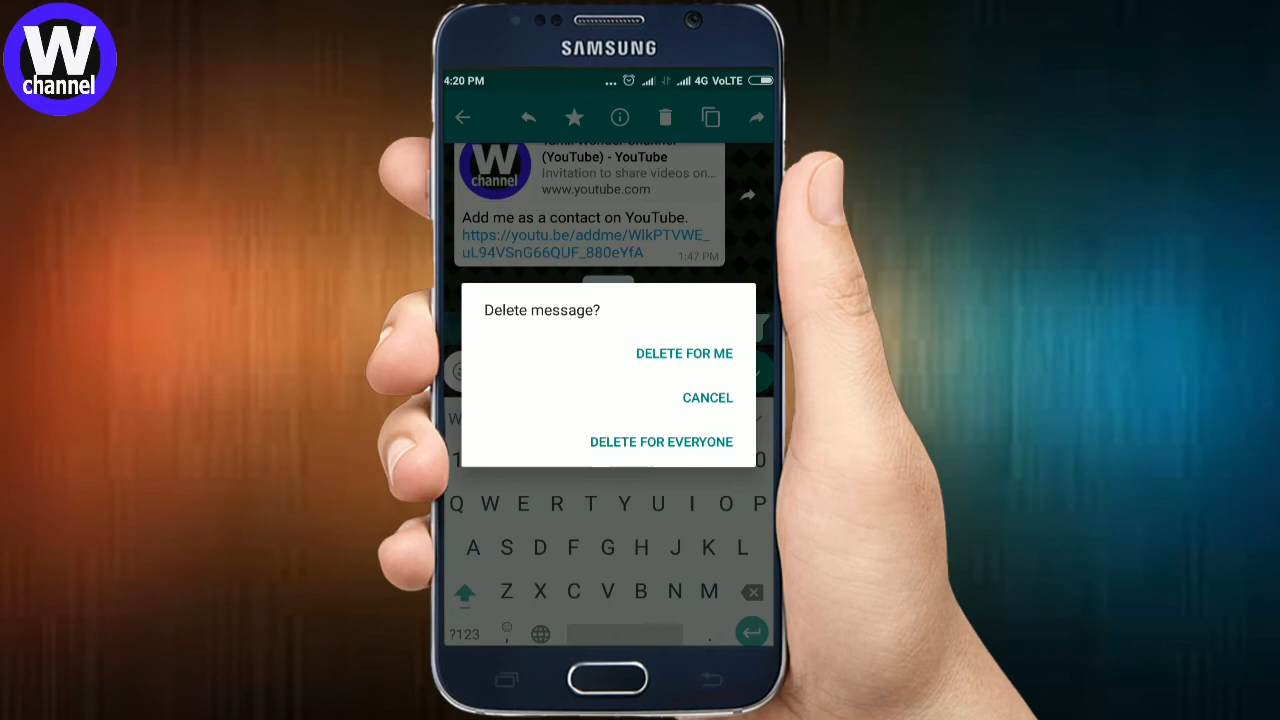 W
channel
SAMSUNG
4:20 PM
... 4G VoLTE
W
channel
(YouTube) - YouTube
Invitation to share videos on...
www.youtube.com
Add me as a contact on YouTube.
https://youtu.be/addme/WlkPTVWE_
uL94VSnG66QUF_880eYfA
1:47 PM
Delete message?
DELETE FOR ME
CANCEL
DELETE FOR EVERYONE
W
1 0
Q W E R T Y U I O P
A S D F G H J K L
Z X C V B N M
?123 , .